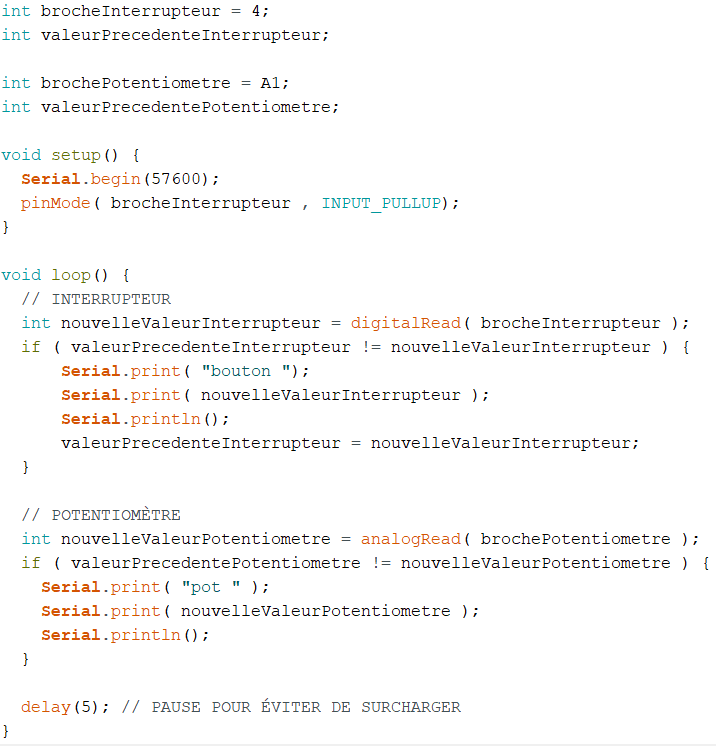 int brocheInterrupteur = 4;
int valeurPrecedenteInterrupteur;

int brochePotentiometre = A1;
int valeurPrecedentePotentiometre;

void setup() {
  Serial.begin(57600);
  pinMode( brocheInterrupteur , INPUT_PULLUP);
}

void loop() {
  // INTERRUPTEUR
  int nouvelleValeurInterrupteur = digitalRead( brocheInterrupteur );
  if ( valeurPrecedenteInterrupteur != nouvelleValeurInterrupteur ) {
      Serial.print( "bouton ");
      Serial.print( nouvelleValeurInterrupteur );
      Serial.println();
      valeurPrecedenteInterrupteur = nouvelleValeurInterrupteur;
  }

  // POTENTIOMÈTRE
  int nouvelleValeurPotentiometre = analogRead( brochePotentiometre );
  if ( valeurPrecedentePotentiometre != nouvelleValeurPotentiometre ) {
    Serial.print( "pot " );
    Serial.print( nouvelleValeurPotentiometre );
    Serial.println();
  }

  delay(5); // PAUSE POUR ÉVITER DE SURCHARGER
}